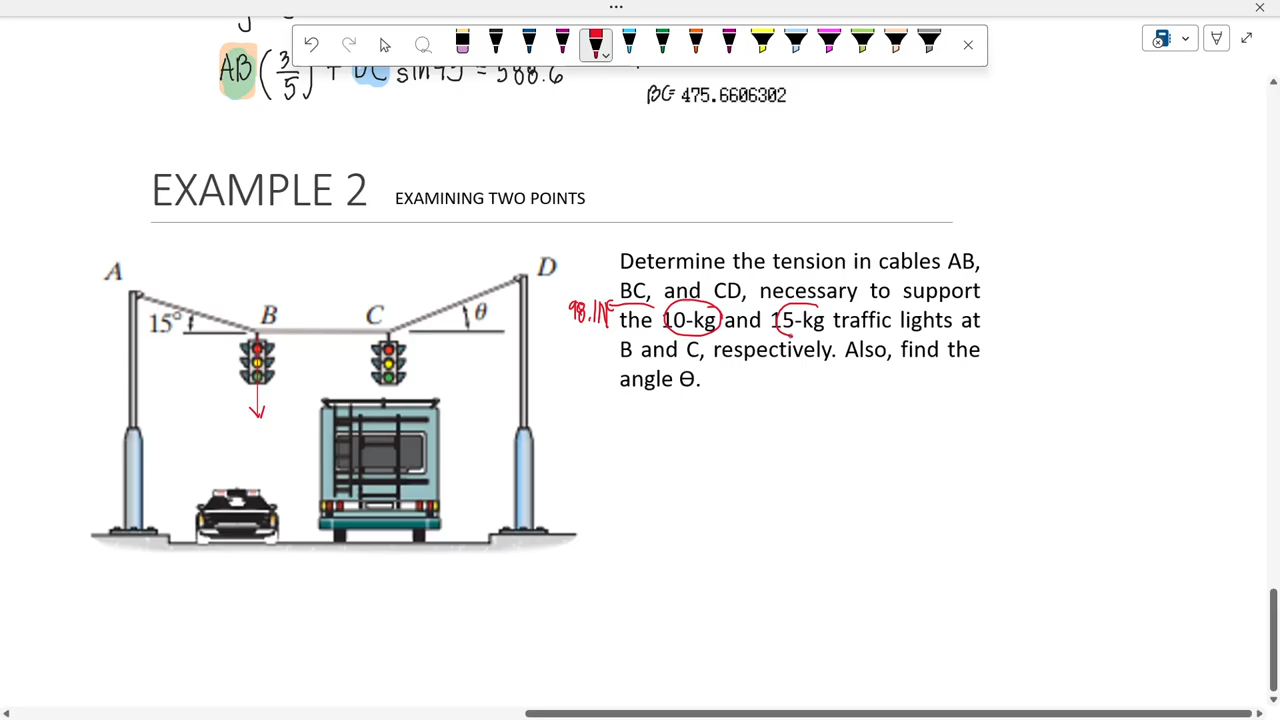 AB (3/5) + BC sin 45 = 588.6
BC= 475.6606302
EXAMPLE 2 EXAMINING TWO POINTS
A
D
15°
B
C
θ
98.1N
Determine the tension in cables AB,
BC, and CD, necessary to support
the 10-kg and 15-kg traffic lights at
B and C, respectively. Also, find the
angle Ɵ.